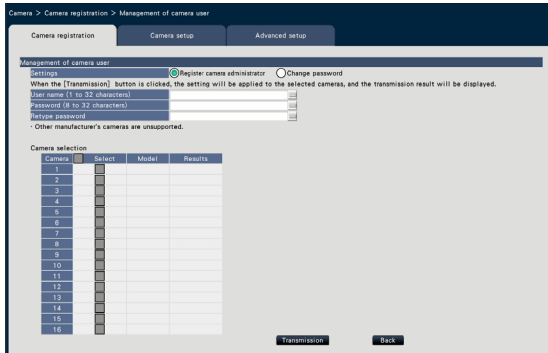 Camera > Camera registration > Management of camera user
Camera registration Camera setup Advanced setup
Management of camera user
Settings Register camera administrator Change password
When the [Transmission] button is clicked, the setting will be applied to the selected cameras, and the transmission result will be displayed.
User name (1 to 32 characters)
Password (8 to 32 characters)
Retype password
· Other manufacturer's cameras are unsupported.
Camera selection
Camera Select Model Results
1
2
3
4
5
6
7
8
9
10
11
12
13
14
15
16
Transmission Back